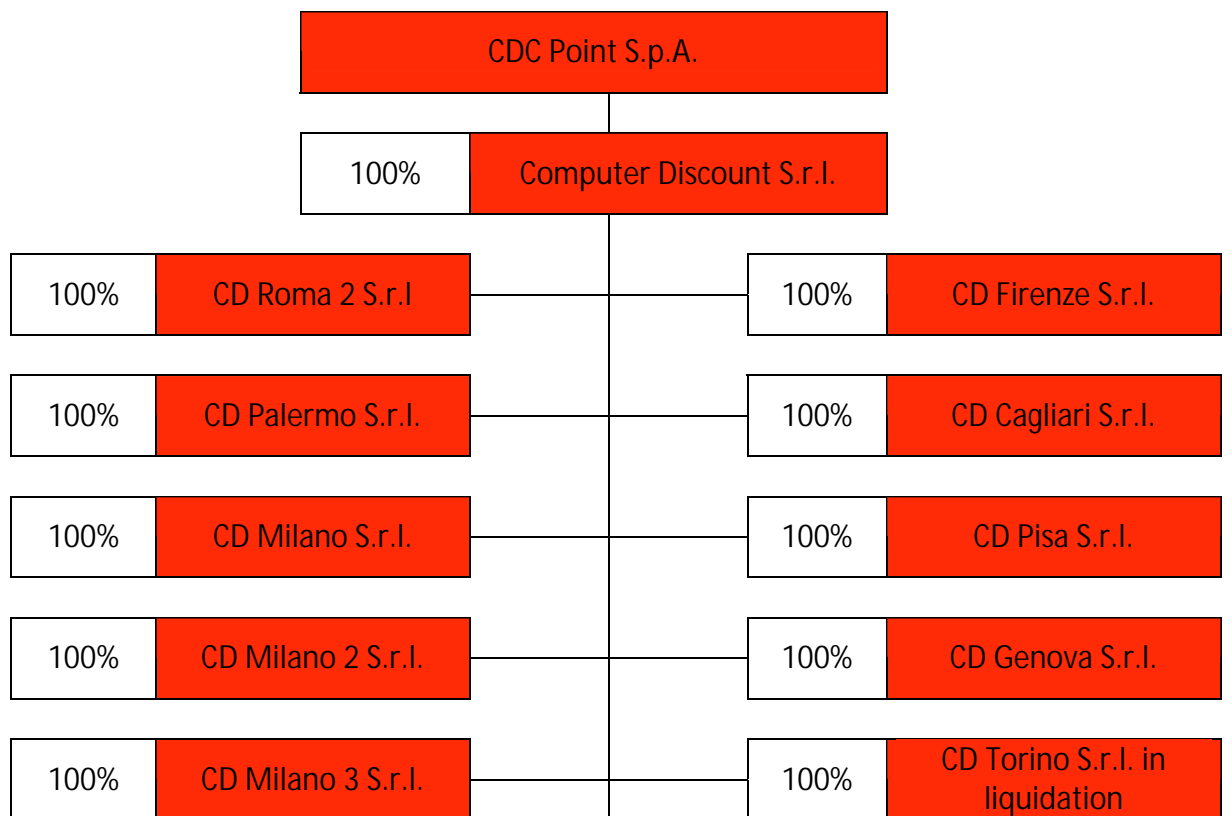 CDC Point S.p.A.
100% Computer Discount S.r.l.
100% CD Roma 2 S.r.l 100% CD Firenze S.r.l.
100% CD Palermo S.r.l. 100% CD Cagliari S.r.l.
100% CD Milano S.r.l. 100% CD Pisa S.r.l.
100% CD Milano 2 S.r.l. 100% CD Genova S.r.l.
100% CD Milano 3 S.r.l. 100% CD Torino S.r.l. in
liquidation